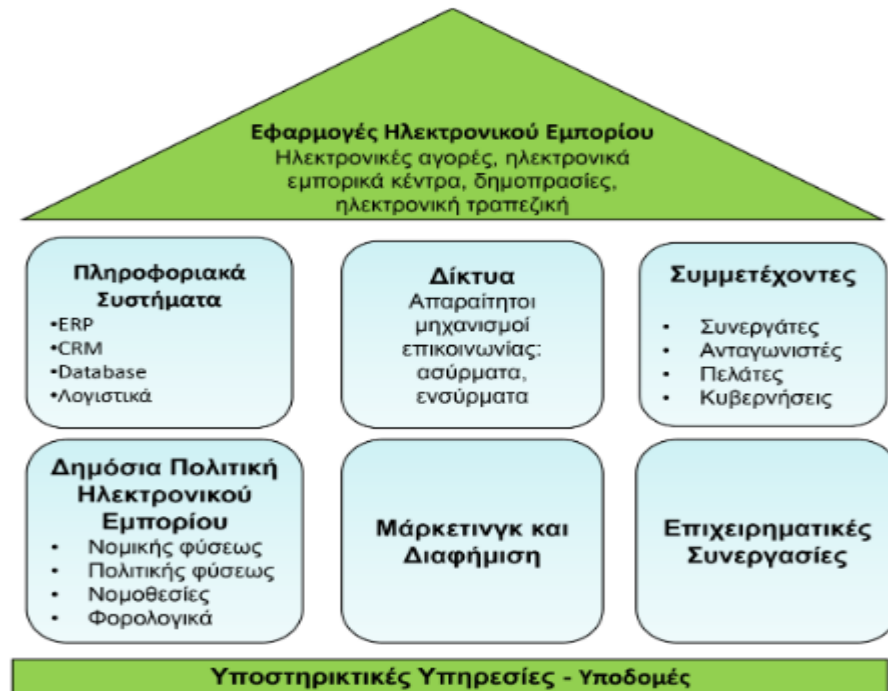 Εφαρμογές Ηλεκτρονικού Εμπορίου
Ηλεκτρονικές αγορές, ηλεκτρονικά
εμπορικά κέντρα, δημοπρασίες,
ηλεκτρονική τραπεζική
Πληροφοριακά
Συστήματα
•ERP
•CRM
•Database
•Λογιστικά
Δίκτυα
Απαραίτητοι
μηχανισμοί
επικοινωνίας:
ασύρματα,
ενσύρματα
Συμμετέχοντες
• Συνεργάτες
• Ανταγωνιστές
• Πελάτες
• Κυβερνήσεις
Δημόσια Πολιτική
Ηλεκτρονικού
Εμπορίου
• Νομικής φύσεως
• Πολιτικής φύσεως
• Νομοθεσίες
• Φορολογικά
Μάρκετινγκ και
Διαφήμιση
Επιχειρηματικές
Συνεργασίες
Υποστηρικτικές Υπηρεσίες - Υποδομές